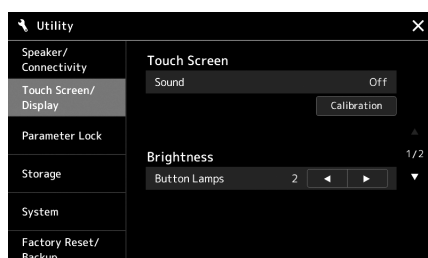 Utility
Speaker/
Connectivity
Touch Screen/
Display
Parameter Lock
Storage
System
Factory Reset/
Backup
Touch Screen
Sound Off
Calibration
Brightness
Button Lamps 2
1/2